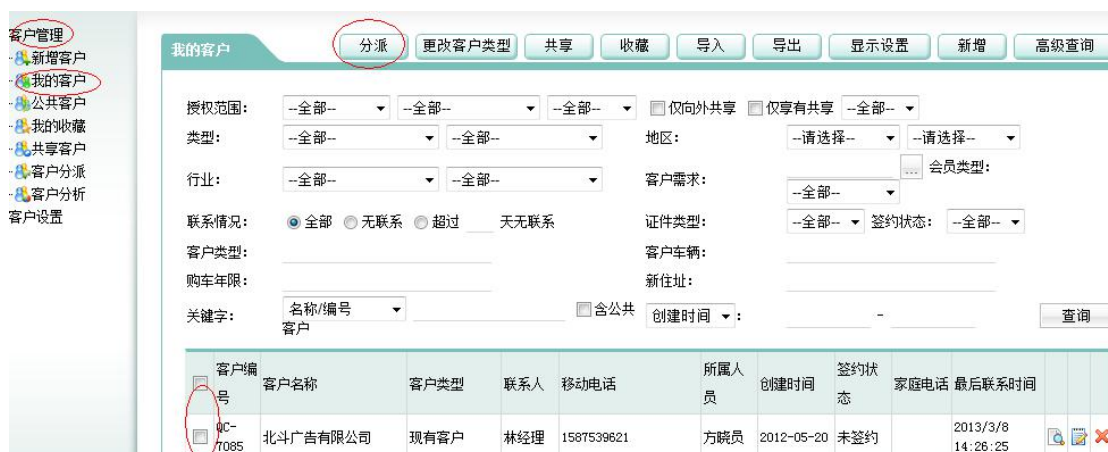 客户管理
新增客户
我的客户
公共客户
我的收藏
共享客户
客户分派
客户分析
客户设置
我的客户 分派 更改客户类型 共享 收藏 导入 导出 显示设置 新增 高级查询
授权范围: --全部-- --全部-- --全部-- 仅向外共享 仅享有共享 --全部--
类型: --全部-- --全部-- 地区: --请选择-- --请选择--
行业: --全部-- --全部-- 客户需求: ... 会员类型:
--全部--
联系情况: 全部 无联系 超过 天无联系 证件类型: --全部-- 签约状态: --全部--
客户类型: 客户车辆:
购车年限: 新住址:
关键字: 名称/编号 含公共 创建时间 : - 查询
客户
客户编号 客户名称 客户类型 联系人 移动电话 所属人员 创建时间 签约状态 家庭电话 最后联系时间
QC-7085 北斗广告有限公司 现有客户 林经理 1587539621 方晓员 2012-05-20 未签约 2013/3/8 14:26:25